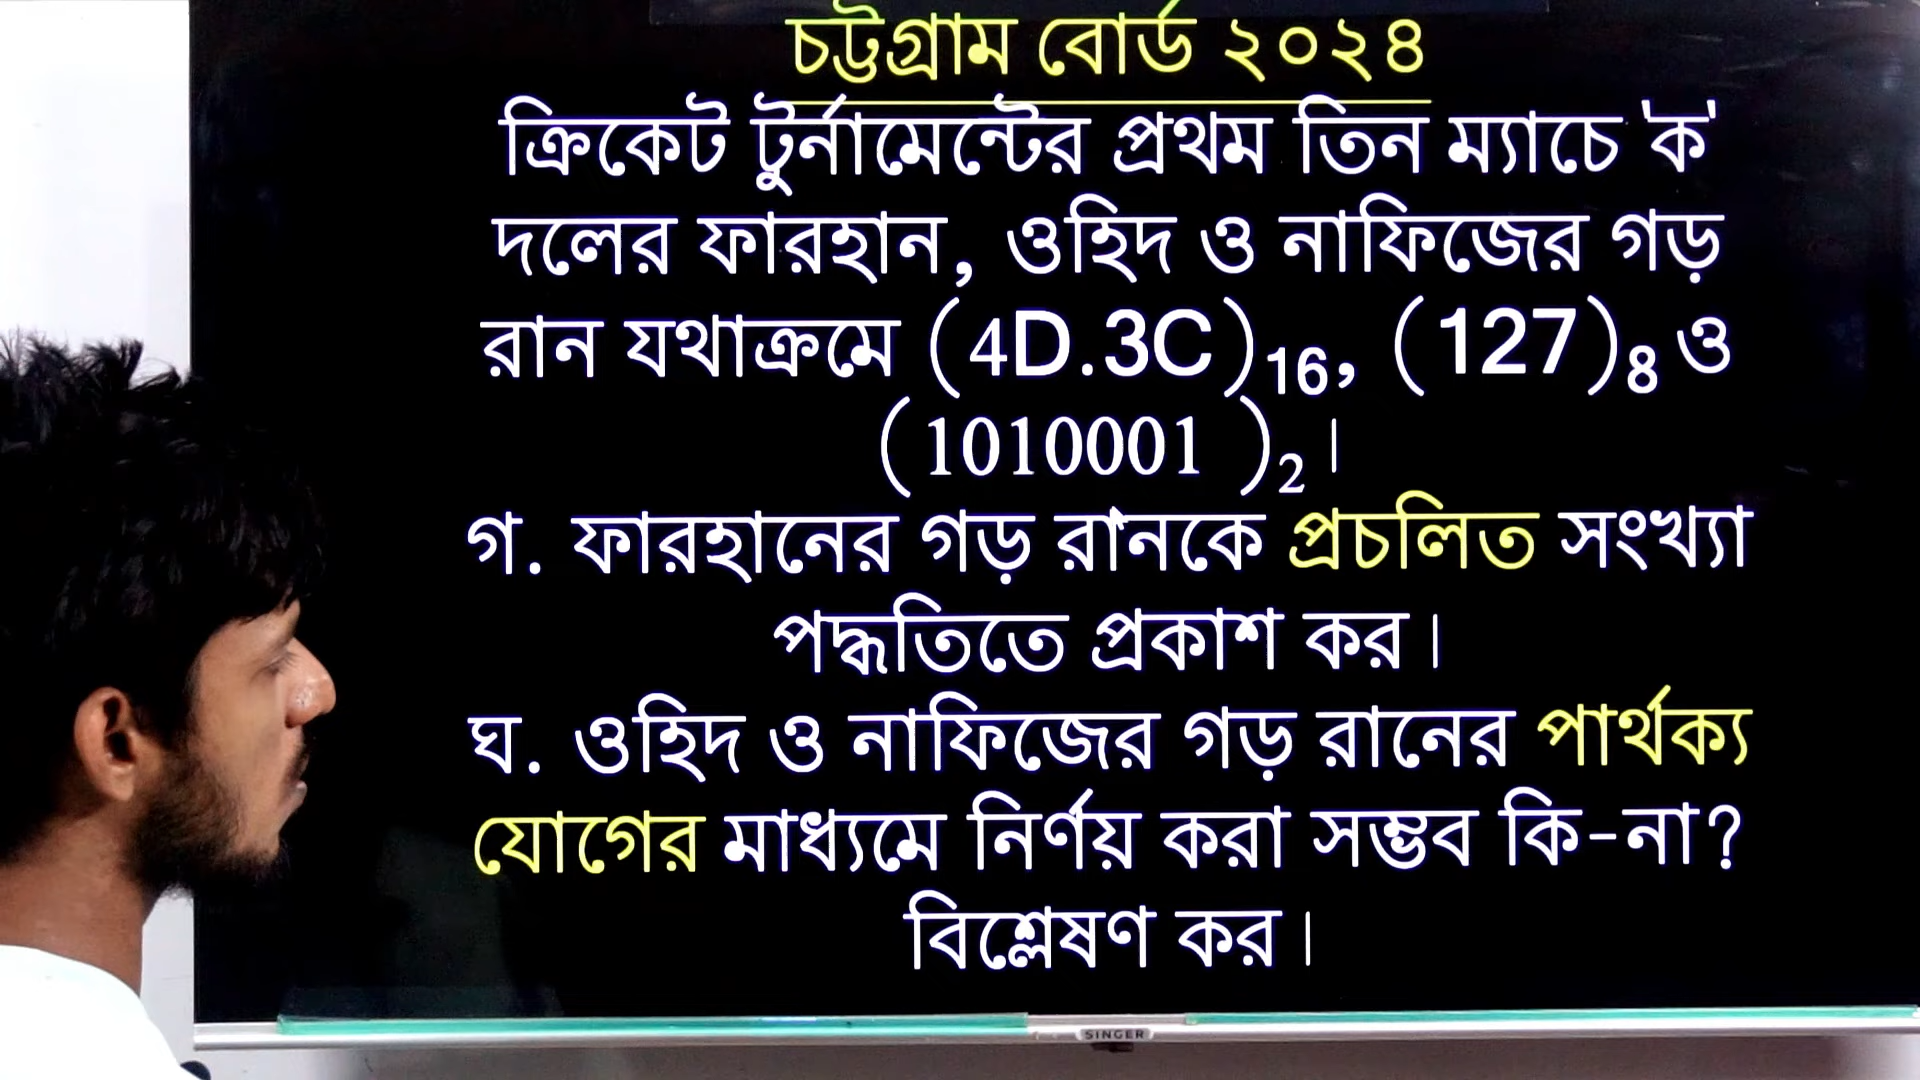 চট্টগ্রাম বোর্ড ২০২৪
ক্রিকেট টুর্নামেন্টের প্রথম তিন ম্যাচে 'ক'
দলের ফারহান, ওহিদ ও নাফিজের গড়
রান যথাক্রমে (4D.3C)₁₆, (127)₈ ও
(1010001 )₂।
গ. ফারহানের গড় রানকে প্রচলিত সংখ্যা
পদ্ধতিতে প্রকাশ কর।
ঘ. ওহিদ ও নাফিজের গড় রানের পার্থক্য
যোগের মাধ্যমে নির্ণয় করা সম্ভব কি-না?
বিশ্লেষণ কর।
SINGER